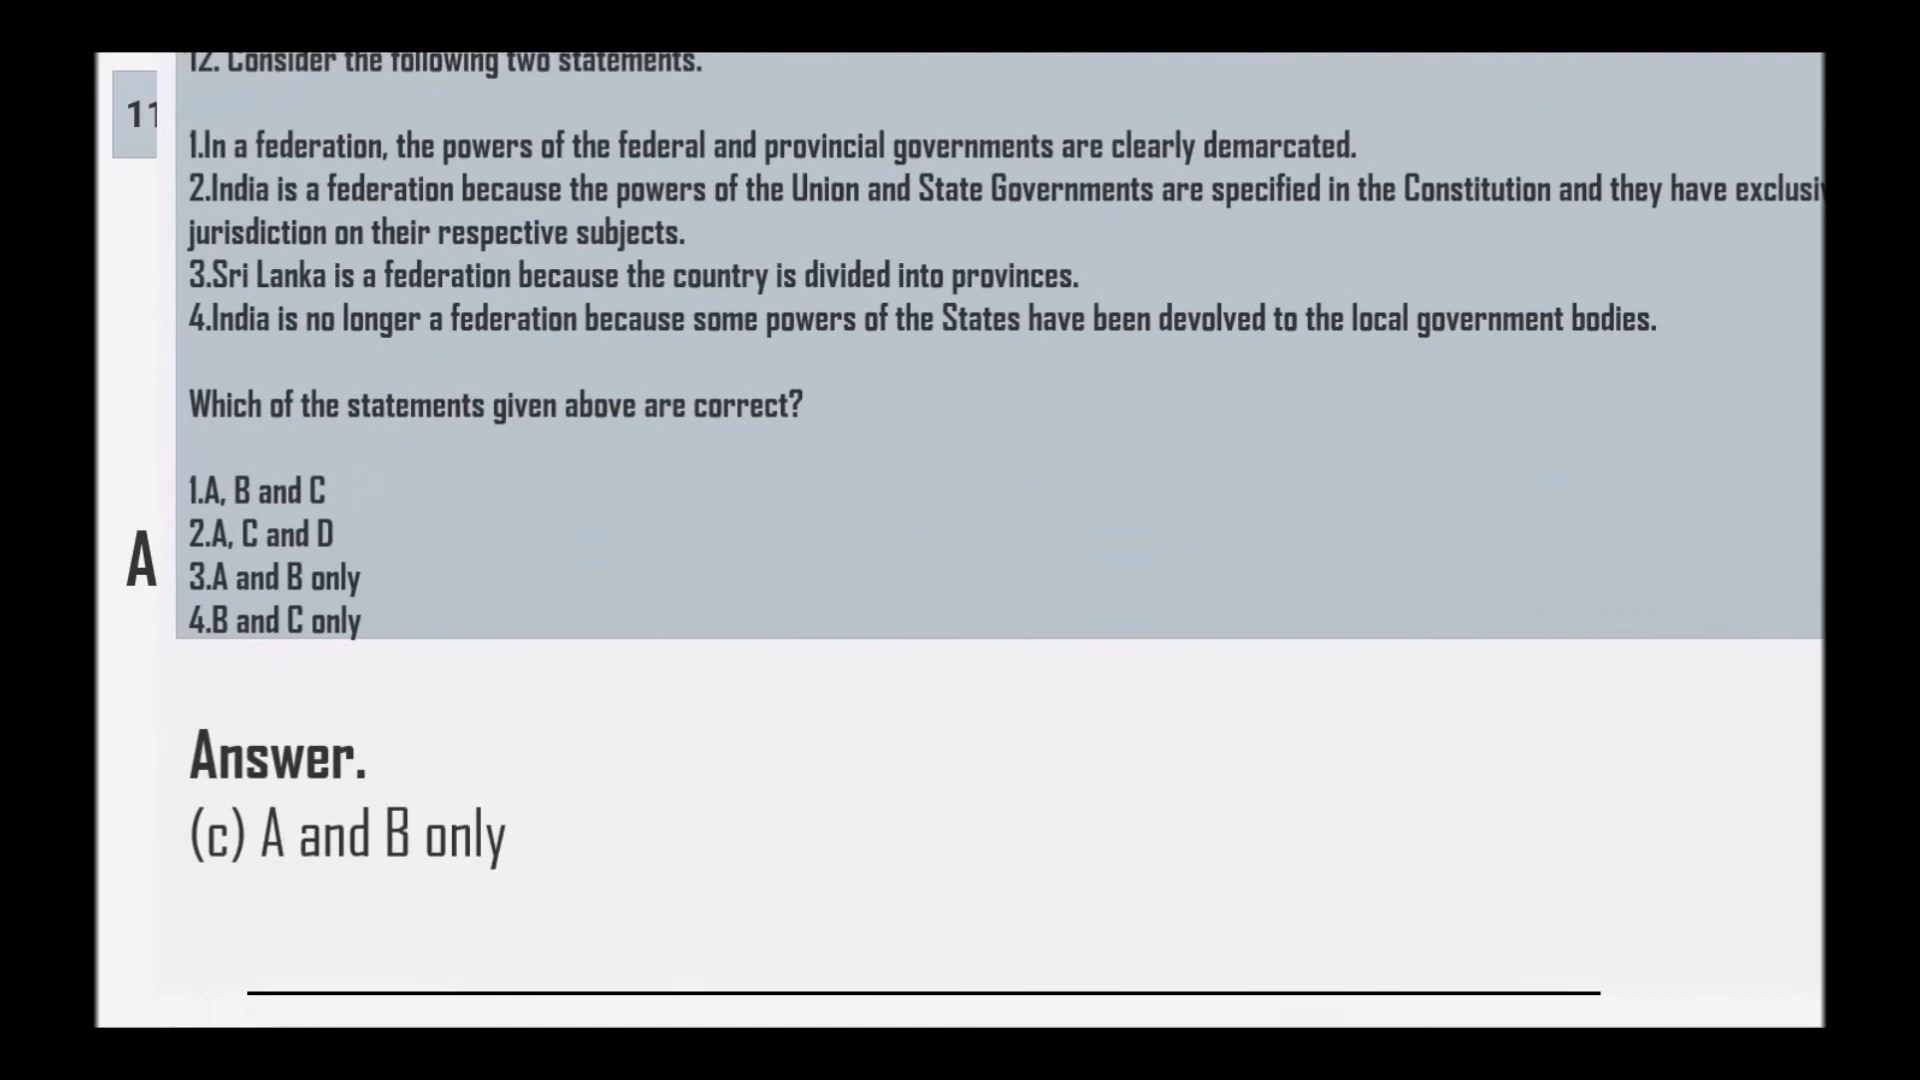 12. Consider the following two statements.
11
1.In a federation, the powers of the federal and provincial governments are clearly demarcated.
2.India is a federation because the powers of the Union and State Governments are specified in the Constitution and they have exclusiv
jurisdiction on their respective subjects.
3.Sri Lanka is a federation because the country is divided into provinces.
4.India is no longer a federation because some powers of the States have been devolved to the local government bodies.
Which of the statements given above are correct?
1.A, B and C
2.A, C and D
A
3.A and B only
4.B and C only
Answer.
(c) A and B only